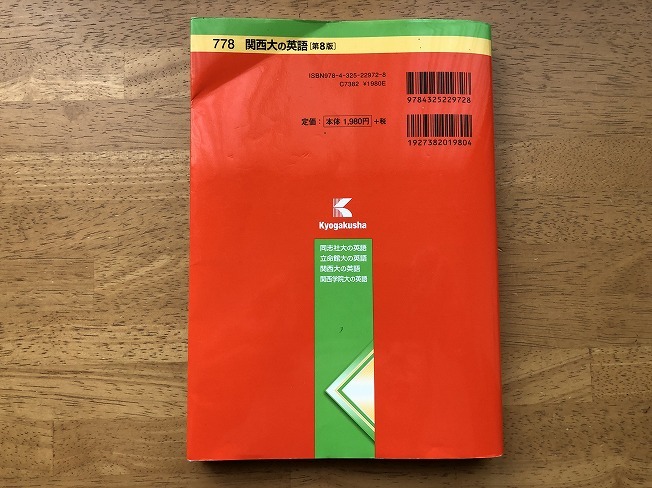 778 関西大の英語[第8版]
ISBN978-4-325-22972-8
C7382 ¥1980E
9784325229728
定価：本体 1,980円+税
1927382019804
K
Kyogakusha
同志社大の英語
立命館大の英語
関西大の英語
関西学院大の英語